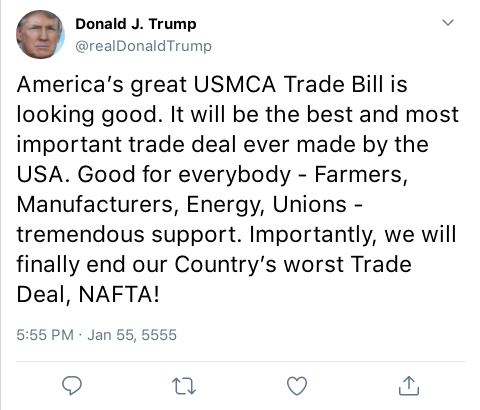 Donald J. Trump
@realDonaldTrump
America's great USMCA Trade Bill is
looking good. It will be the best and most
important trade deal ever made by the
USA. Good for everybody - Farmers,
Manufacturers, Energy, Unions -
tremendous support. Importantly, we will
finally end our Country's worst Trade
Deal, NAFTA!
5:55 PM · Jan 55, 5555